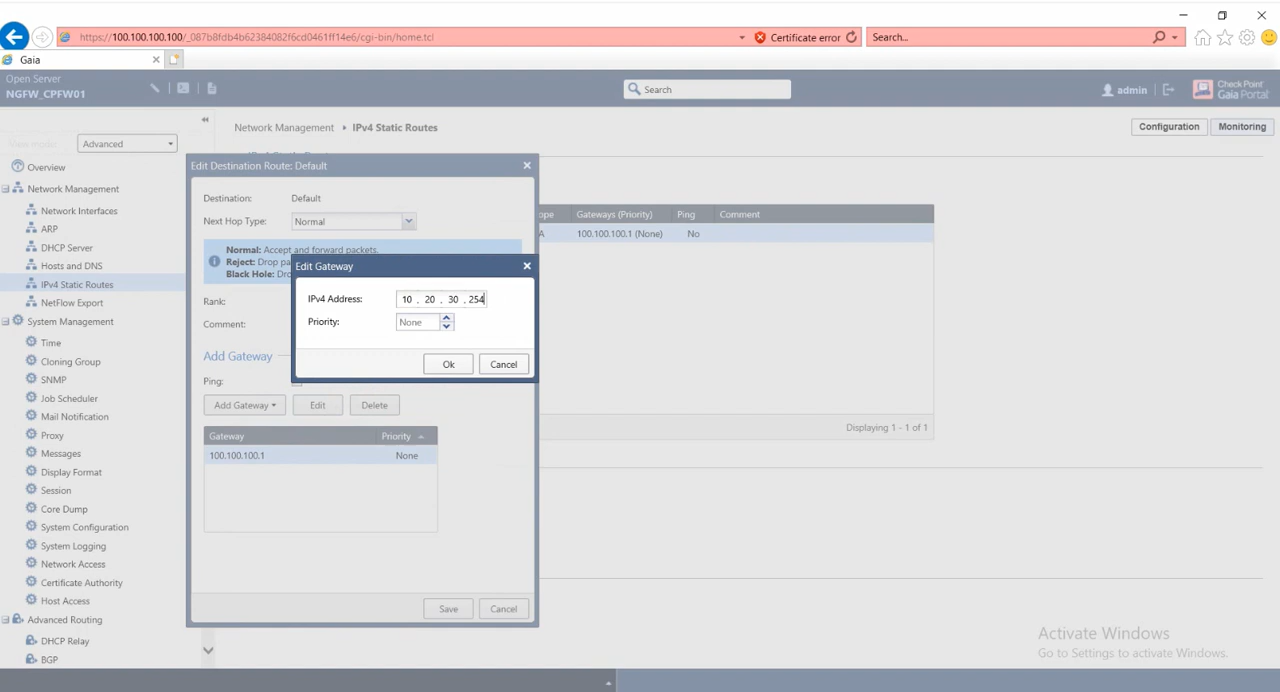 https://100.100.100.100/_087b8fdb4b62384082f6cd0461ff14e6/cgi-bin/home.tcl
Certificate error
Search...
Gaia
Open Server
NGFW_CPFW01
Search
admin
Check Point
Gaia Portal
Network Management
IPv4 Static Routes
Configuration
Monitoring
View mode:
Advanced
Overview
Network Management
Network Interfaces
ARP
DHCP Server
Hosts and DNS
IPv4 Static Routes
NetFlow Export
System Management
Time
Cloning Group
SNMP
Job Scheduler
Mail Notification
Proxy
Messages
Display Format
Session
Core Dump
System Configuration
System Logging
Network Access
Certificate Authority
Host Access
Advanced Routing
DHCP Relay
BGP
Edit Destination Route: Default
Destination: Default
Next Hop Type: Normal
Normal: Accept and forward packets.
Reject: Drop pa
Black Hole: Dro
Rank:
Comment:
Add Gateway
Ping:
Add Gateway
Edit
Delete
Gateway Priority
100.100.100.1 None
Save
Cancel
Edit Gateway
IPv4 Address: 10 . 20 . 30 . 254
Priority: None
Ok
Cancel
ype Gateways (Priority) Ping Comment
A 100.100.100.1 (None) No
Displaying 1 - 1 of 1
Activate Windows
Go to Settings to activate Windows.